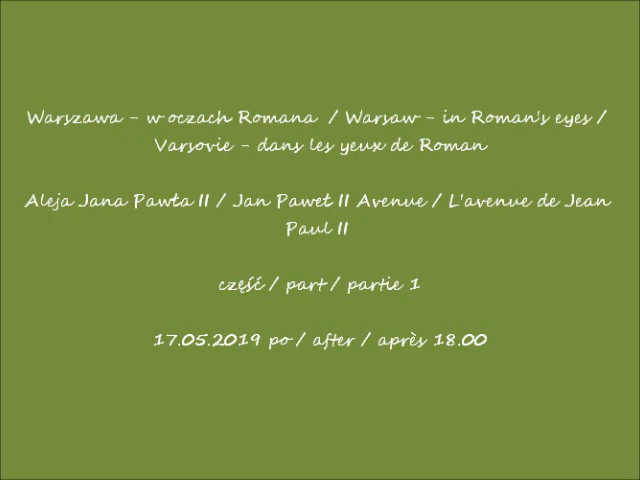 Warszawa - w oczach Romana / Warsaw - in Roman's eyes /
Varsovie - dans les yeux de Roman
Aleja Jana Pawła II / Jan Paweł II Avenue / L'avenue de Jean
Paul II
część / part / partie 1
17.05.2019 po / after / après 18.00